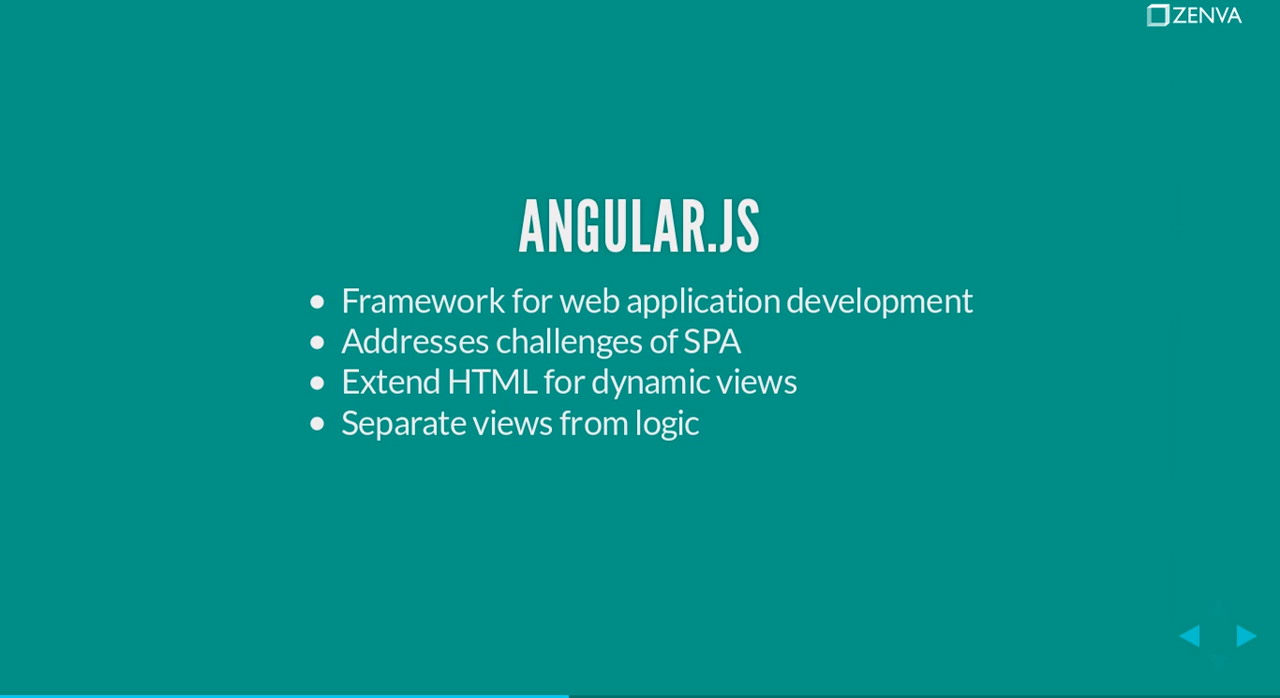 ZENVA
ANGULAR.JS
• Framework for web application development
• Addresses challenges of SPA
• Extend HTML for dynamic views
• Separate views from logic